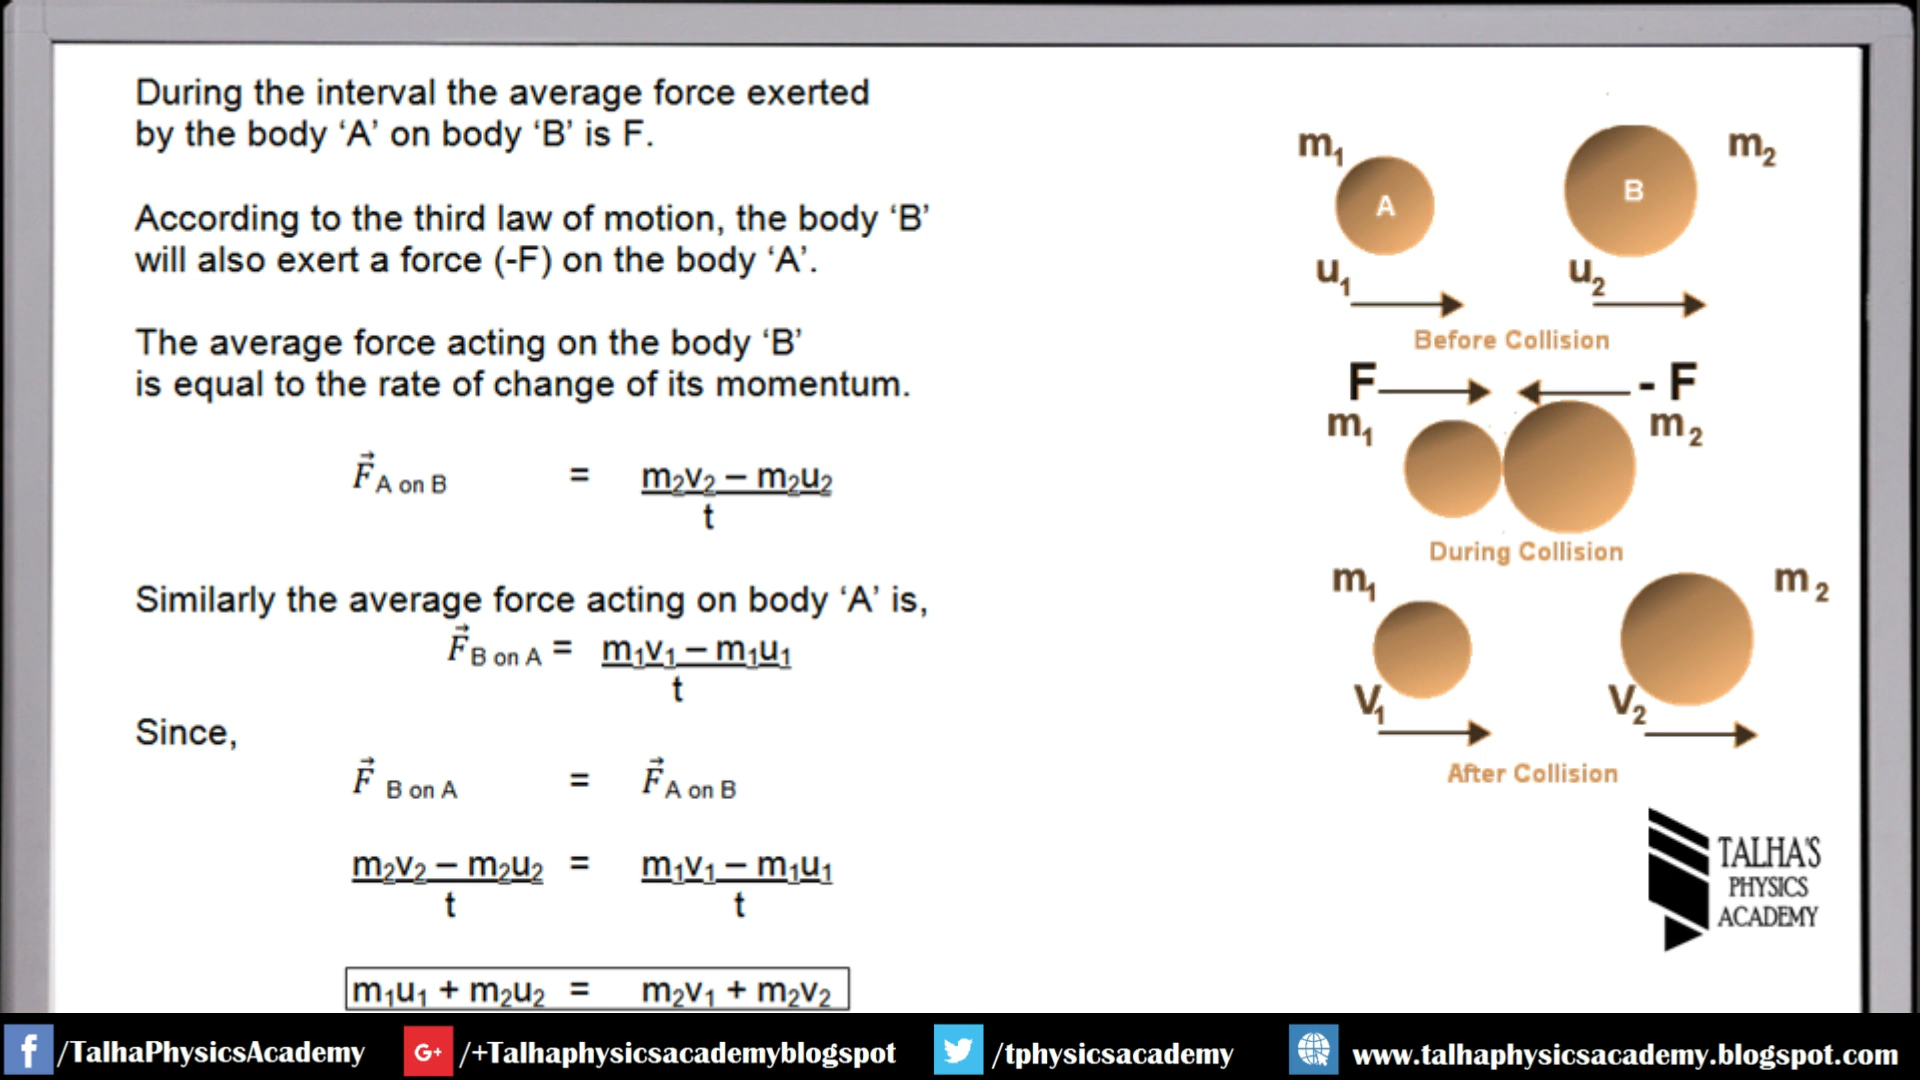 During the interval the average force exerted
by the body ‘A’ on body ‘B’ is F.
According to the third law of motion, the body ‘B’
will also exert a force (-F) on the body ‘A’.
The average force acting on the body ‘B’
is equal to the rate of change of its momentum.
F⃗ A on B = m₂v₂ – m₂u₂
t
Similarly the average force acting on body ‘A’ is,
F⃗ B on A = m₁v₁ – m₁u₁
t
Since,
F⃗ B on A = F⃗ A on B
m₂v₂ – m₂u₂ = m₁v₁ – m₁u₁
t t
m₁u₁ + m₂u₂ = m₂v₁ + m₂v₂
m₁ A B m₂
u₁ u₂
Before Collision
F - F
m₁ m₂
During Collision
m₁ m₂
V₁ V₂
After Collision
TALHA'S
PHYSICS
ACADEMY
f /TalhaPhysicsAcademy G+ /+Talhaphysicsacademyblogspot /tphysicsacademy www.talhaphysicsacademy.blogspot.com